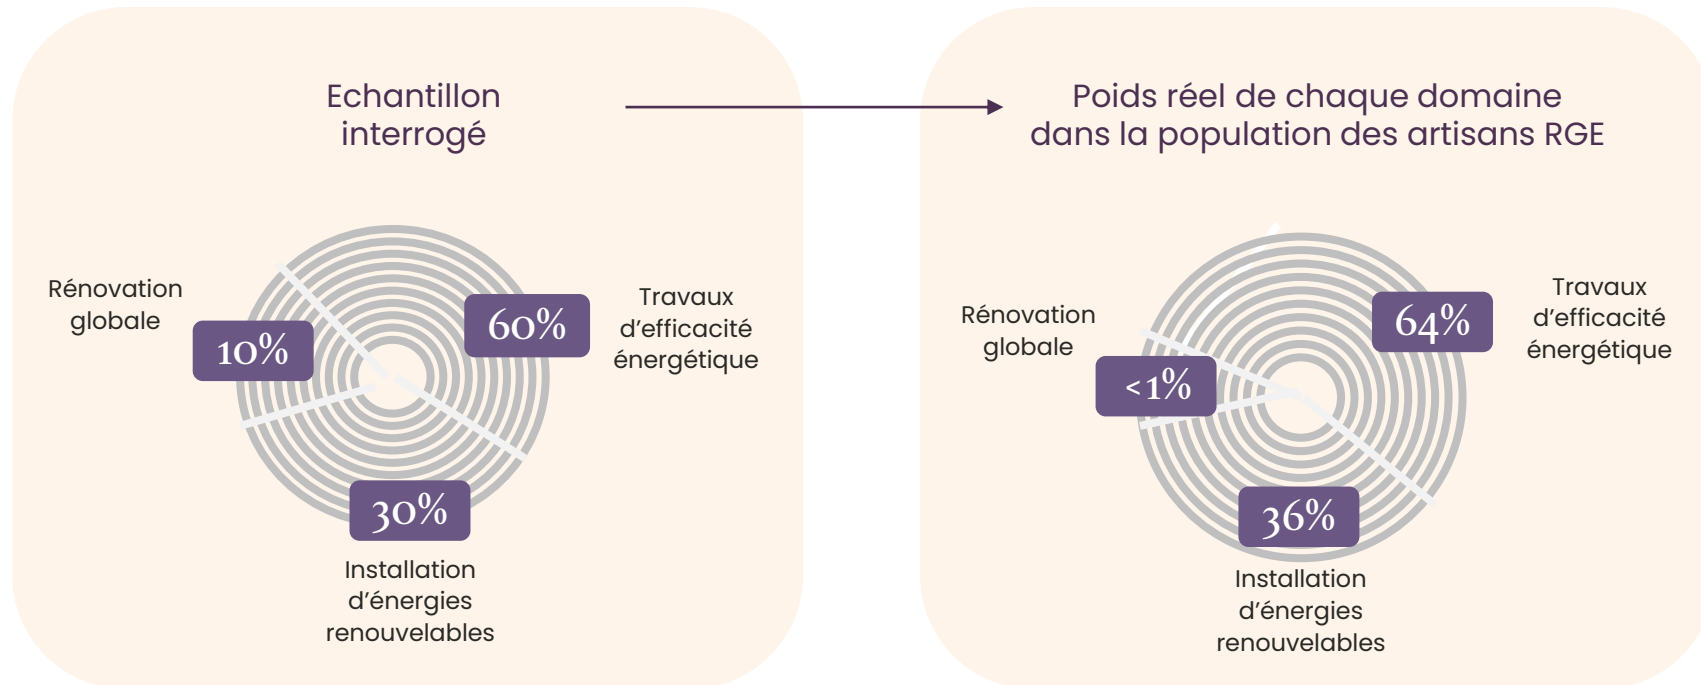 Echantillon
interrogé
Rénovation
globale
10%
60%
Travaux
d’efficacité
énergétique
30%
Installation
d’énergies
renouvelables
Poids réel de chaque domaine
dans la population des artisans RGE
Rénovation
globale
<1%
64%
Travaux
d’efficacité
énergétique
36%
Installation
d’énergies
renouvelables